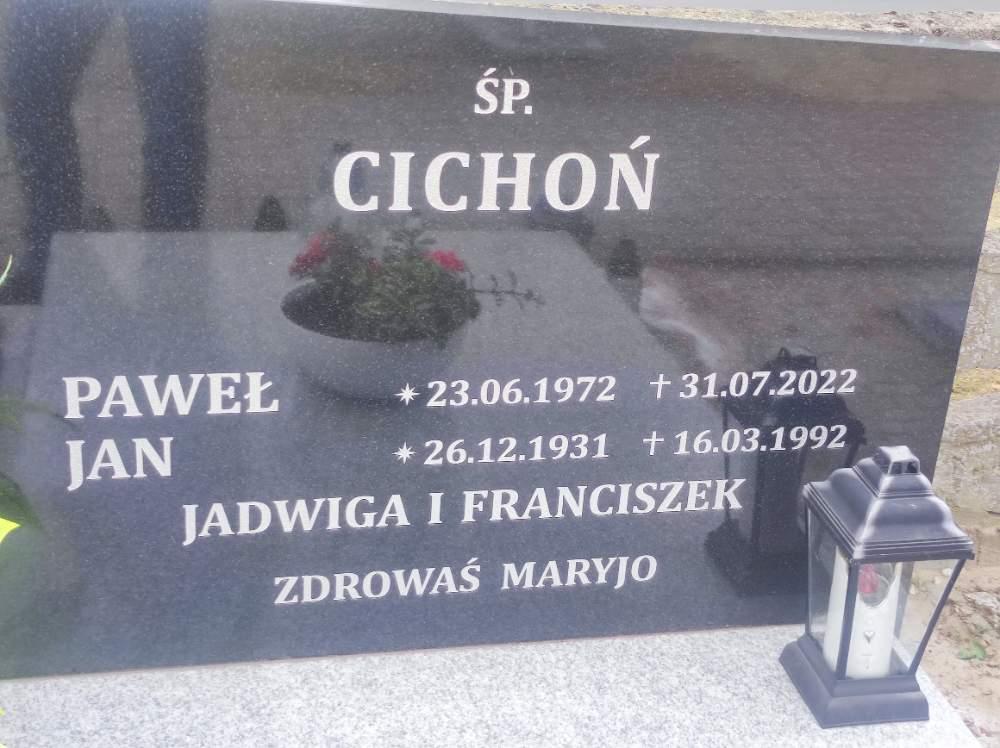 ŚP.
CICHOŃ
PAWEŁ * 23.06.1972 † 31.07.2022
JAN * 26.12.1931 † 16.03.1992
JADWIGA I FRANCISZEK
ZDROWAŚ MARYJO